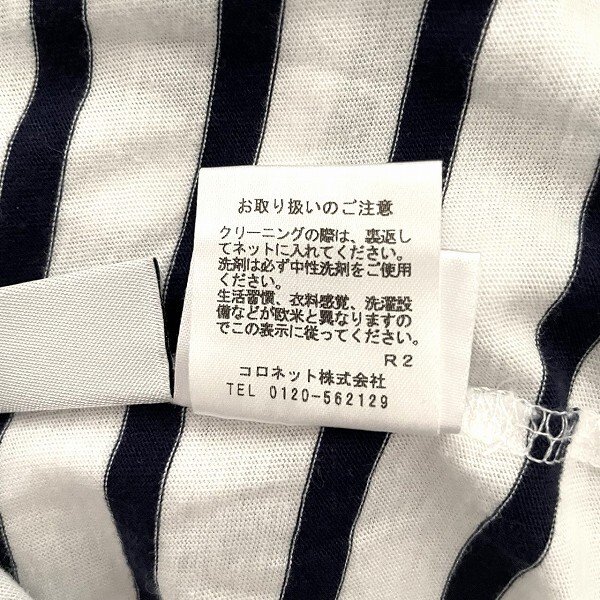 お取り扱いのご注意
クリーニングの際は、裏返し
てネットに入れてください。
洗剤は必ず中性洗剤をご使用
ください。
生活習慣、衣料感覚、洗濯設
備などが欧米と異なりますの
でこの表示に従ってください。
R2
コロネット株式会社
TEL 0120-562129